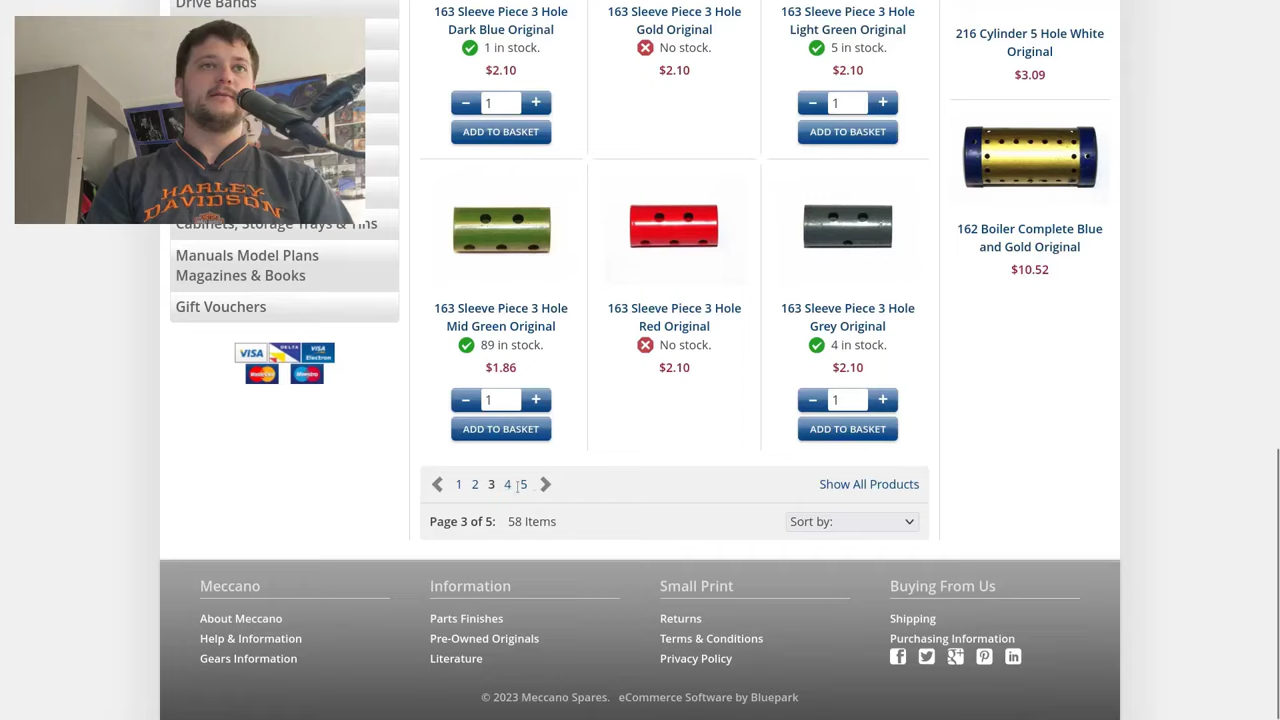 Drive Bands
HARLEY
DAVIDSON
Cabinets, Storage Trays & Tins
Manuals Model Plans
Magazines & Books
Gift Vouchers
VISA DELTA VISA Electron
MasterCard Maestro
163 Sleeve Piece 3 Hole
Dark Blue Original
1 in stock.
$2.10
1
ADD TO BASKET
163 Sleeve Piece 3 Hole
Gold Original
No stock.
$2.10
163 Sleeve Piece 3 Hole
Light Green Original
5 in stock.
$2.10
1
ADD TO BASKET
163 Sleeve Piece 3 Hole
Mid Green Original
89 in stock.
$1.86
1
ADD TO BASKET
163 Sleeve Piece 3 Hole
Red Original
No stock.
$2.10
163 Sleeve Piece 3 Hole
Grey Original
4 in stock.
$2.10
1
ADD TO BASKET
216 Cylinder 5 Hole White
Original
$3.09
162 Boiler Complete Blue
and Gold Original
$10.52
1 2 3 4 5
Show All Products
Page 3 of 5: 58 Items
Sort by:
Meccano
About Meccano
Help & Information
Gears Information
Information
Parts Finishes
Pre-Owned Originals
Literature
Small Print
Returns
Terms & Conditions
Privacy Policy
Buying From Us
Shipping
Purchasing Information
© 2023 Meccano Spares. eCommerce Software by Bluepark